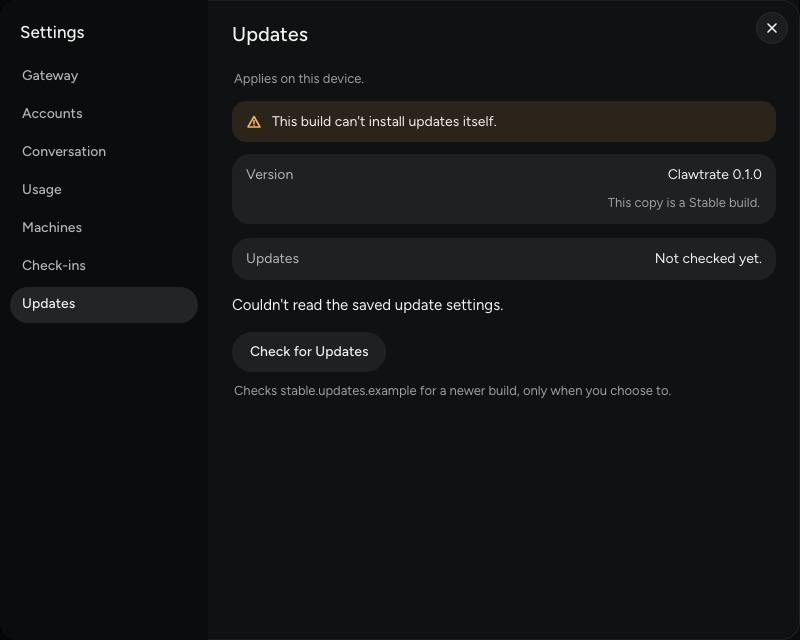 Settings
Gateway
Accounts
Conversation
Usage
Machines
Check-ins
Updates
Updates
Applies on this device.
This build can't install updates itself.
Version
Clawtrate 0.1.0
This copy is a Stable build.
Updates
Not checked yet.
Couldn't read the saved update settings.
Check for Updates
Checks stable.updates.example for a newer build, only when you choose to.